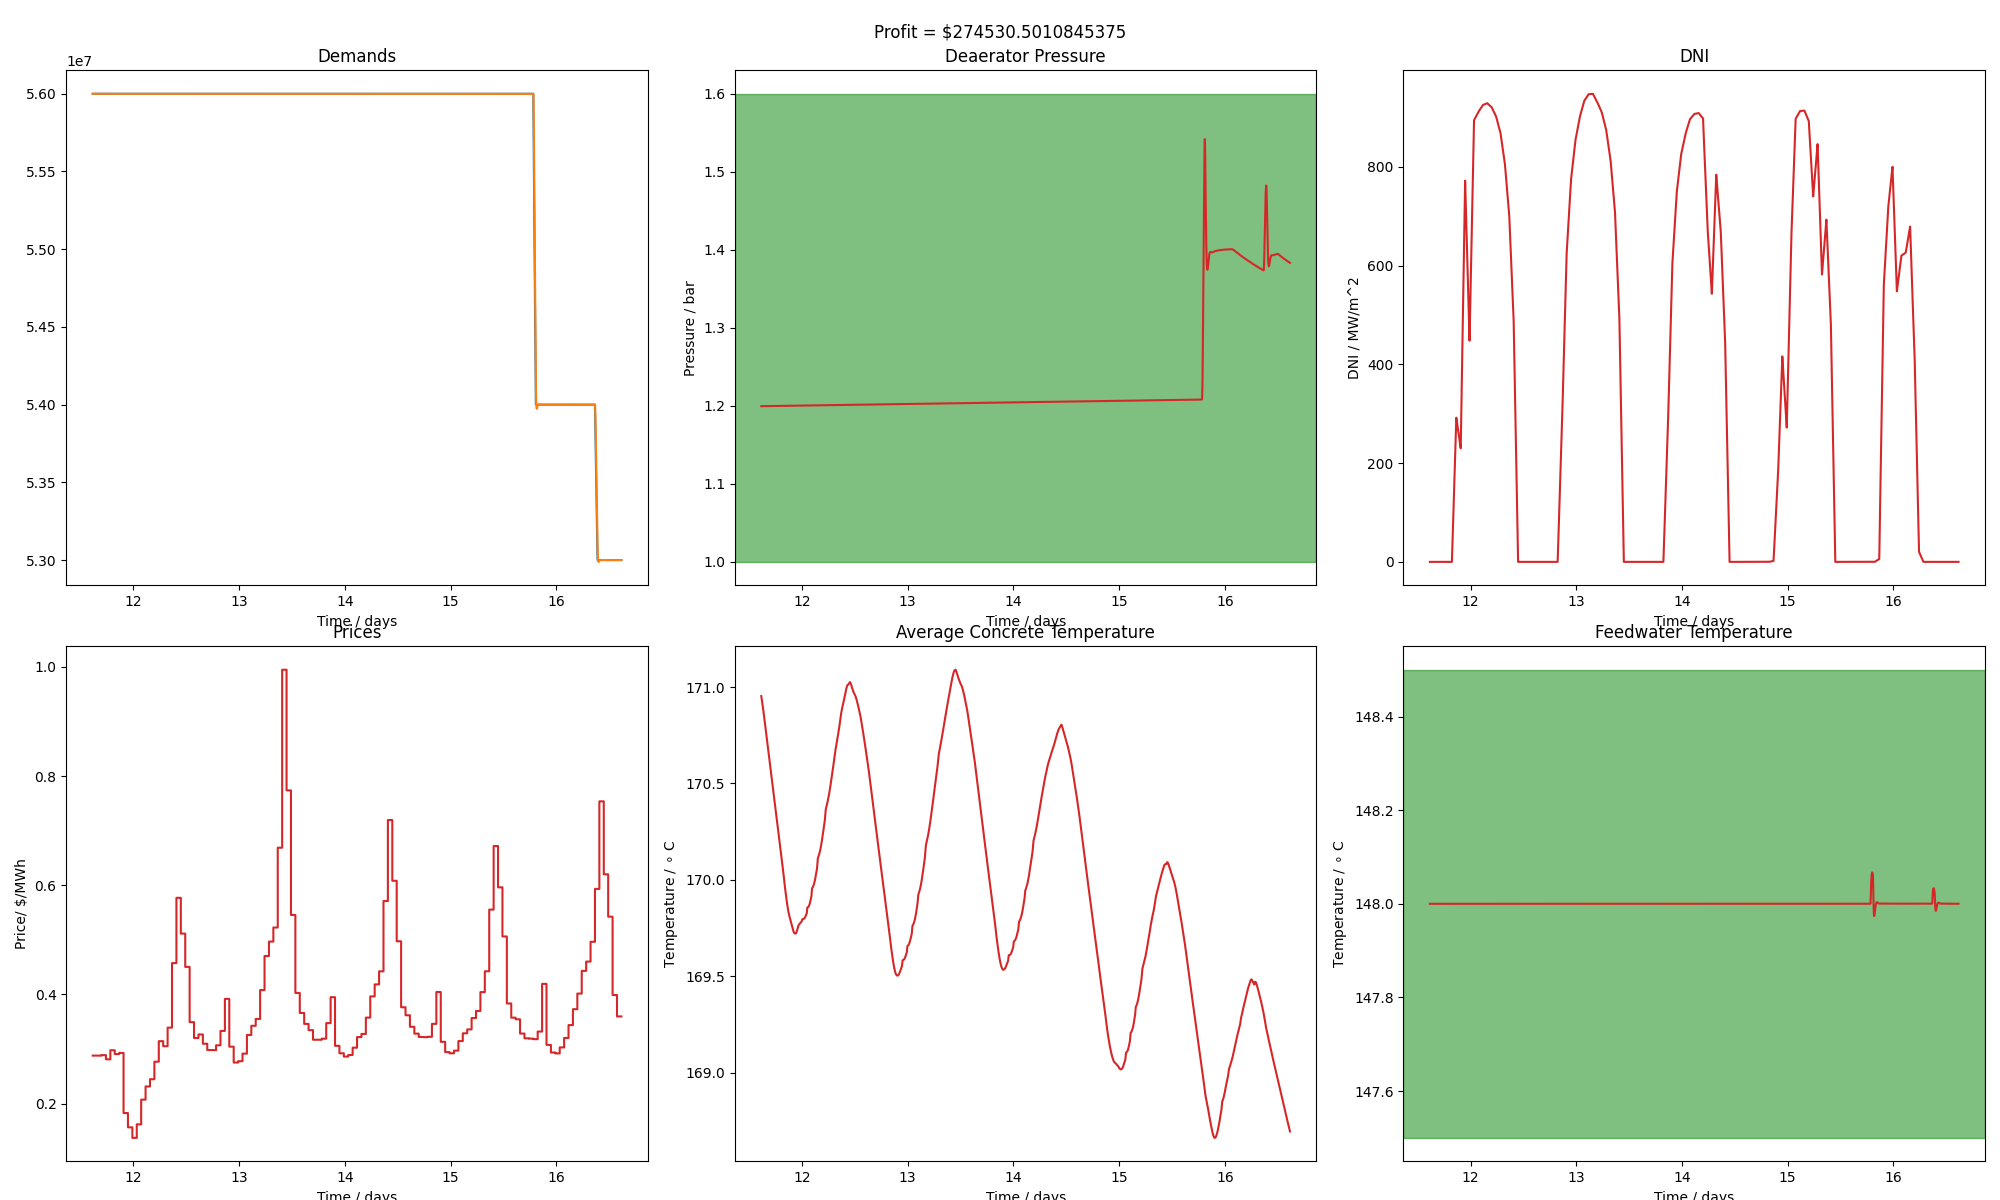 Profit = $274530.5010845375
Demands
1e7
5.60
5.55
5.50
5.45
5.40
5.35
5.30
12 13 14 15 16
Time / days
Deaerator Pressure
Pressure / bar
1.6
1.5
1.4
1.3
1.2
1.1
1.0
12 13 14 15 16
Time / days
DNI
DNI / MW/m^2
800
600
400
200
0
12 13 14 15 16
Time / days
Prices
Price/ $/MWh
1.0
0.8
0.6
0.4
0.2
12 13 14 15 16
Time / days
Average Concrete Temperature
Temperature / ∘ C
171.0
170.5
170.0
169.5
169.0
12 13 14 15 16
Time / days
Feedwater Temperature
Temperature / ∘ C
148.4
148.2
148.0
147.8
147.6
12 13 14 15 16
Time / days